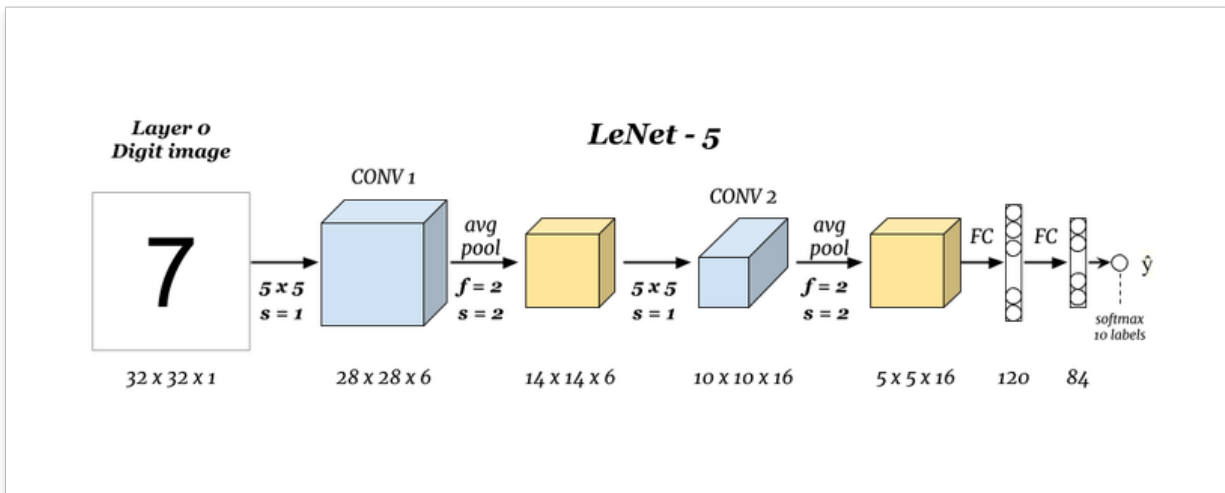 Layer 0
Digit image
LeNet - 5
7
CONV 1
CONV 2
avg
pool
avg
pool
FC
FC
ŷ
5 x 5
s = 1
f = 2
s = 2
5 x 5
s = 1
f = 2
s = 2
softmax
10 labels
32 x 32 x 1
28 x 28 x 6
14 x 14 x 6
10 x 10 x 16
5 x 5 x 16
120
84